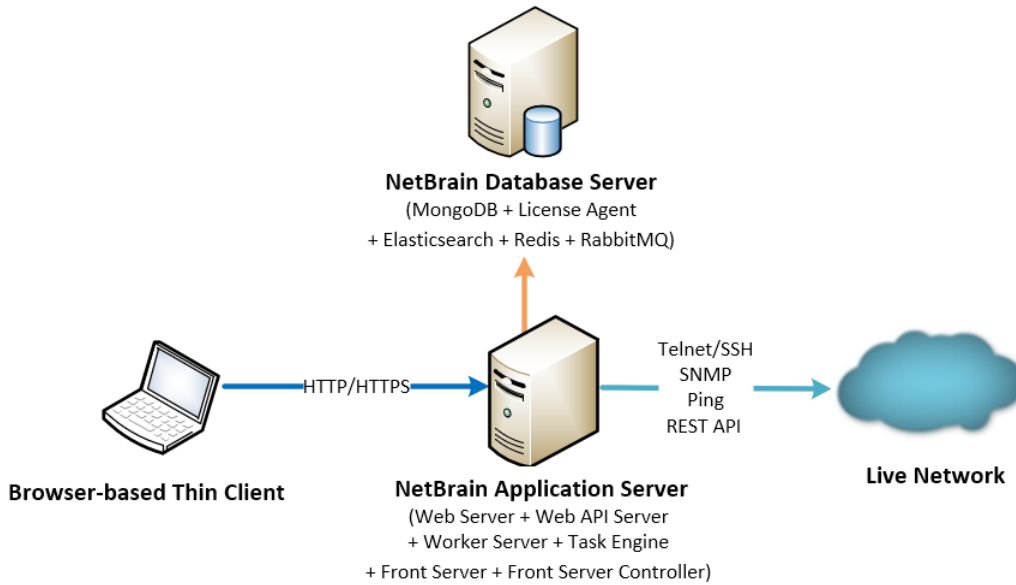 NetBrain Database Server
(MongoDB + License Agent
+ Elasticsearch + Redis + RabbitMQ)
HTTP/HTTPS
Telnet/SSH
SNMP
Ping
REST API
Browser-based Thin Client
NetBrain Application Server
(Web Server + Web API Server
+ Worker Server + Task Engine
+ Front Server + Front Server Controller)
Live Network